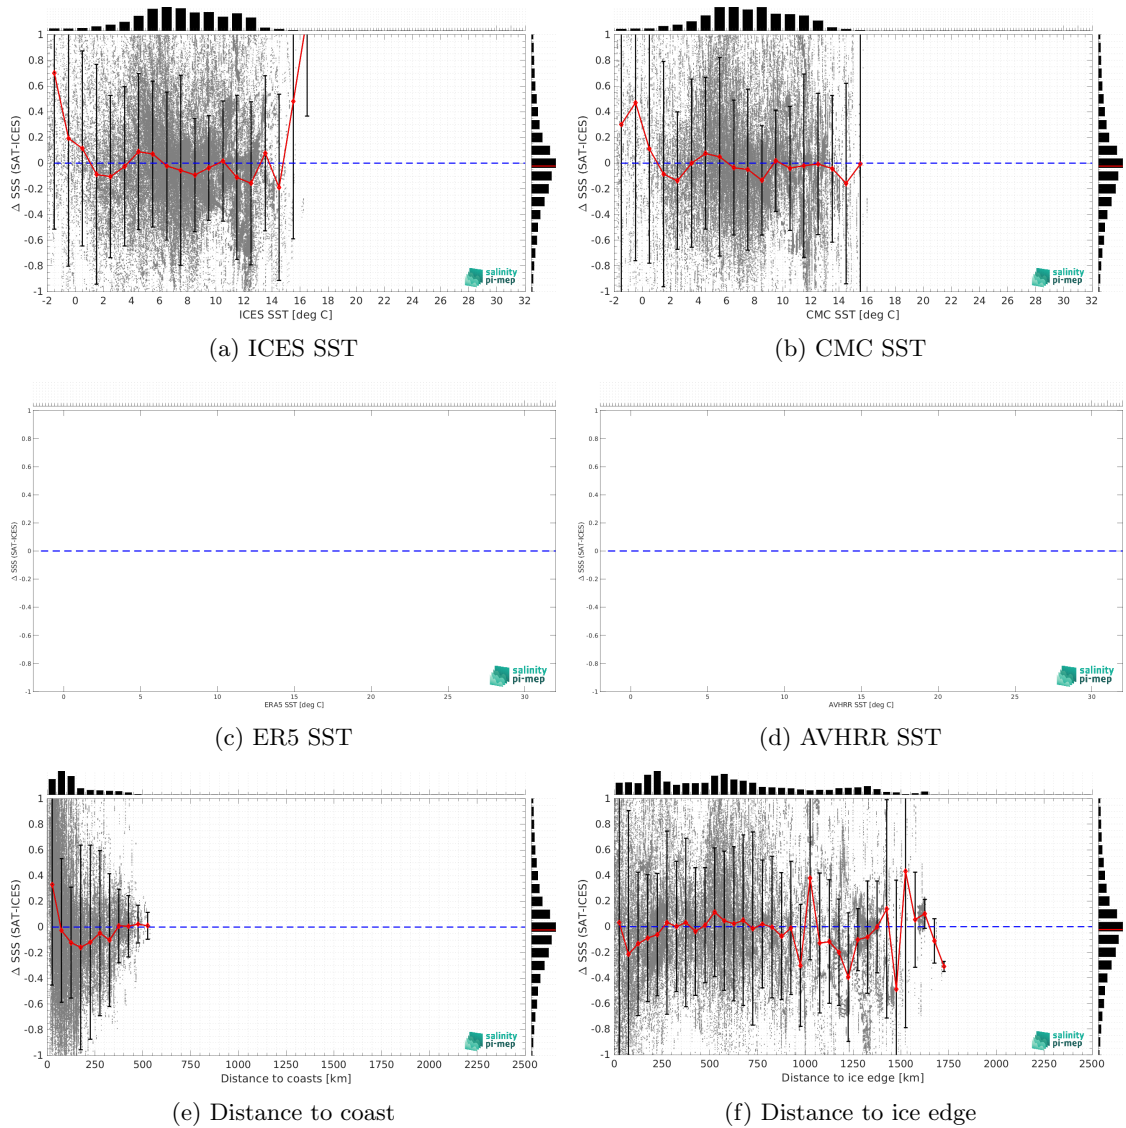 1
0.8
0.6
0.4
0.2
0
-0.2
-0.4
-0.6
-0.8
-1
Δ SSS (SAT-ICES)
salinity
pi-mep
-2 0 2 4 6 8 10 12 14 16 18 20 22 24 26 28 30 32
ICES SST [deg C]
(a) ICES SST
1
0.8
0.6
0.4
0.2
0
-0.2
-0.4
-0.6
-0.8
-1
Δ SSS (SAT-ICES)
salinity
pi-mep
-2 0 2 4 6 8 10 12 14 16 18 20 22 24 26 28 30 32
CMC SST [deg C]
(b) CMC SST
1
0.8
0.6
0.4
0.2
0
-0.2
-0.4
-0.6
-0.8
-1
Δ SSS (SAT-ICES)
salinity
pi-mep
0 5 10 15 20 25 30
ERA5 SST [deg C]
(c) ER5 SST
1
0.8
0.6
0.4
0.2
0
-0.2
-0.4
-0.6
-0.8
-1
Δ SSS (SAT-ICES)
salinity
pi-mep
0 5 10 15 20 25 30
AVHRR SST [deg C]
(d) AVHRR SST
1
0.8
0.6
0.4
0.2
0
-0.2
-0.4
-0.6
-0.8
-1
Δ SSS (SAT-ICES)
salinity
pi-mep
0 250 500 750 1000 1250 1500 1750 2000 2250 2500
Distance to coasts [km]
(e) Distance to coast
1
0.8
0.6
0.4
0.2
0
-0.2
-0.4
-0.6
-0.8
-1
Δ SSS (SAT-ICES)
salinity
pi-mep
0 250 500 750 1000 1250 1500 1750 2000 2250 2500
Distance to ice edge [km]
(f) Distance to ice edge